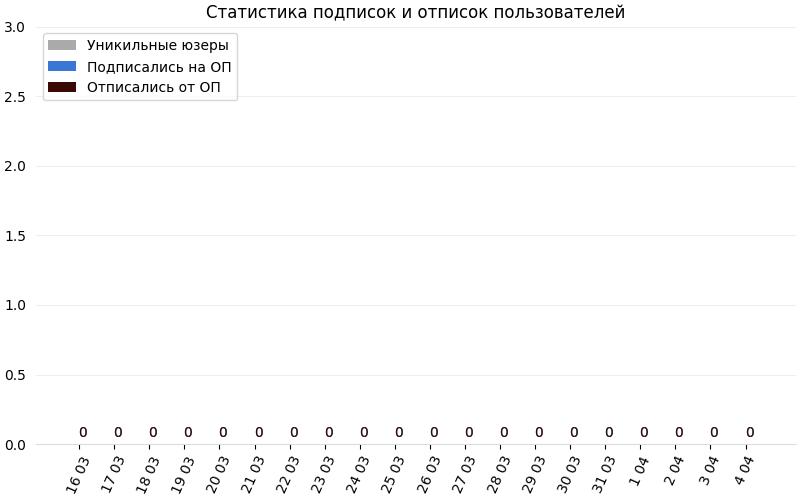 Статистика подписок и отписок пользователей
3.0
Уникильные юзеры
Подписались на ОП
Отписались от ОП
2.5
2.0
1.5
1.0
0.5
0 0 0 0 0 0 0 0 0 0 0 0 0 0 0 0 0 0 0 0
0.0
16 03 17 03 18 03 19 03 20 03 21 03 22 03 23 03 24 03 25 03 26 03 27 03 28 03 29 03 30 03 31 03 1 04 2 04 3 04 4 04